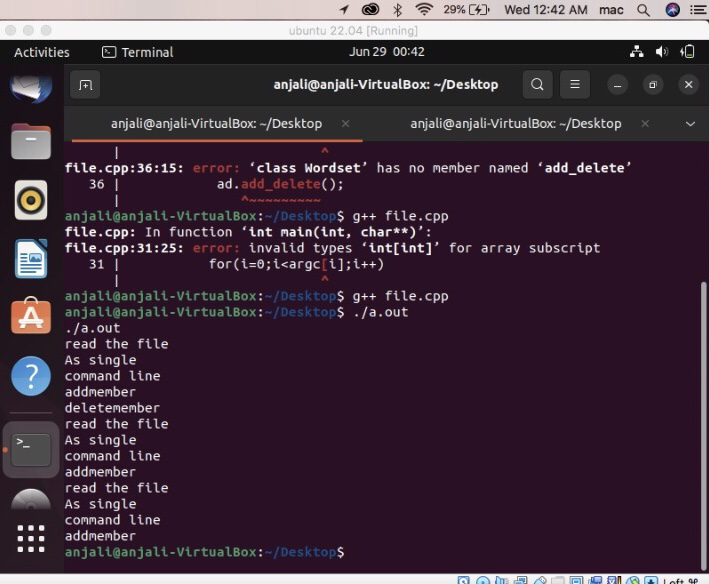 29% Wed 12:42 AM mac
ubuntu 22.04 [Running]
Activities Terminal Jun 29 00:42
anjali@anjali-VirtualBox: ~/Desktop
anjali@anjali-VirtualBox: ~/Desktop × anjali@anjali-VirtualBox: ~/Desktop ×
| ^
file.cpp:36:15: error: ‘class Wordset’ has no member named ‘add_delete’
36 | ad.add_delete();
| ^~~~~~~~~~
anjali@anjali-VirtualBox:~/Desktop$ g++ file.cpp
file.cpp: In function ‘int main(int, char**)’:
file.cpp:31:25: error: invalid types ‘int[int]’ for array subscript
31 | for(i=0;i<argc[i];i++)
| ^
anjali@anjali-VirtualBox:~/Desktop$ g++ file.cpp
anjali@anjali-VirtualBox:~/Desktop$ ./a.out
./a.out
read the file
As single
command line
addmember
deletemember
read the file
As single
command line
addmember
read the file
As single
command line
addmember
anjali@anjali-VirtualBox:~/Desktop$
Left ⌘